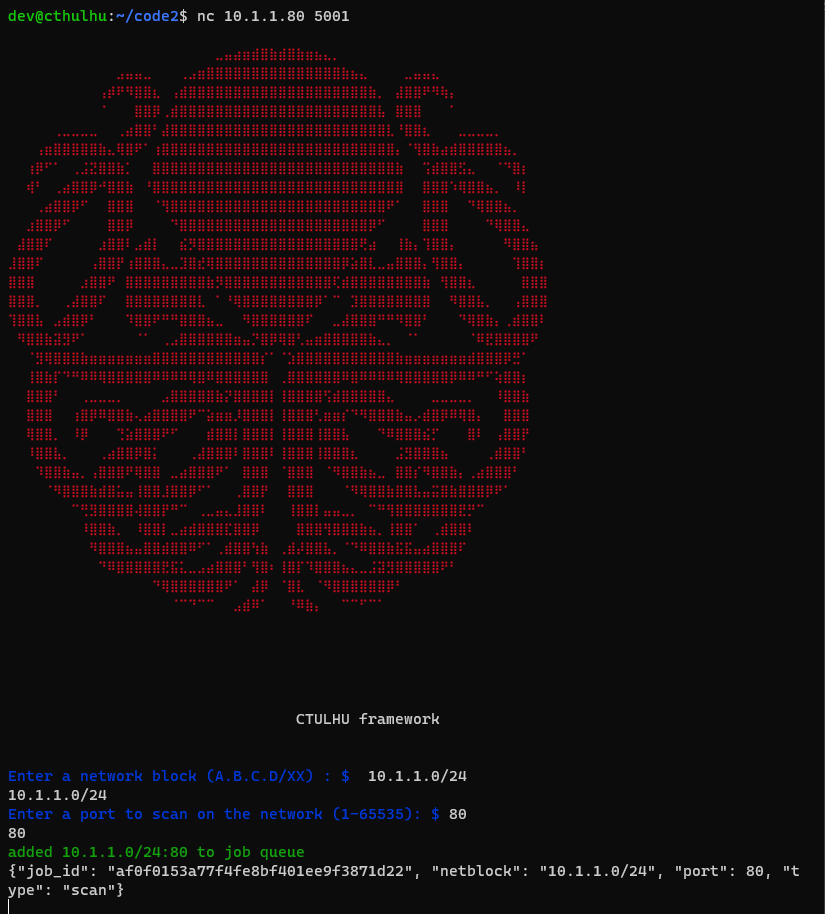 dev@cthulhu:~/code2$ nc 10.1.1.80 5001
CTULHU framework
Enter a network block (A.B.C.D/XX) : $  10.1.1.0/24
10.1.1.0/24
Enter a port to scan on the network (1-65535): $ 80
80
added 10.1.1.0/24:80 to job queue
{"job_id": "af0f0153a77f4fe8bf401ee9f3871d22", "netblock": "10.1.1.0/24", "port": 80, "t
ype": "scan"}